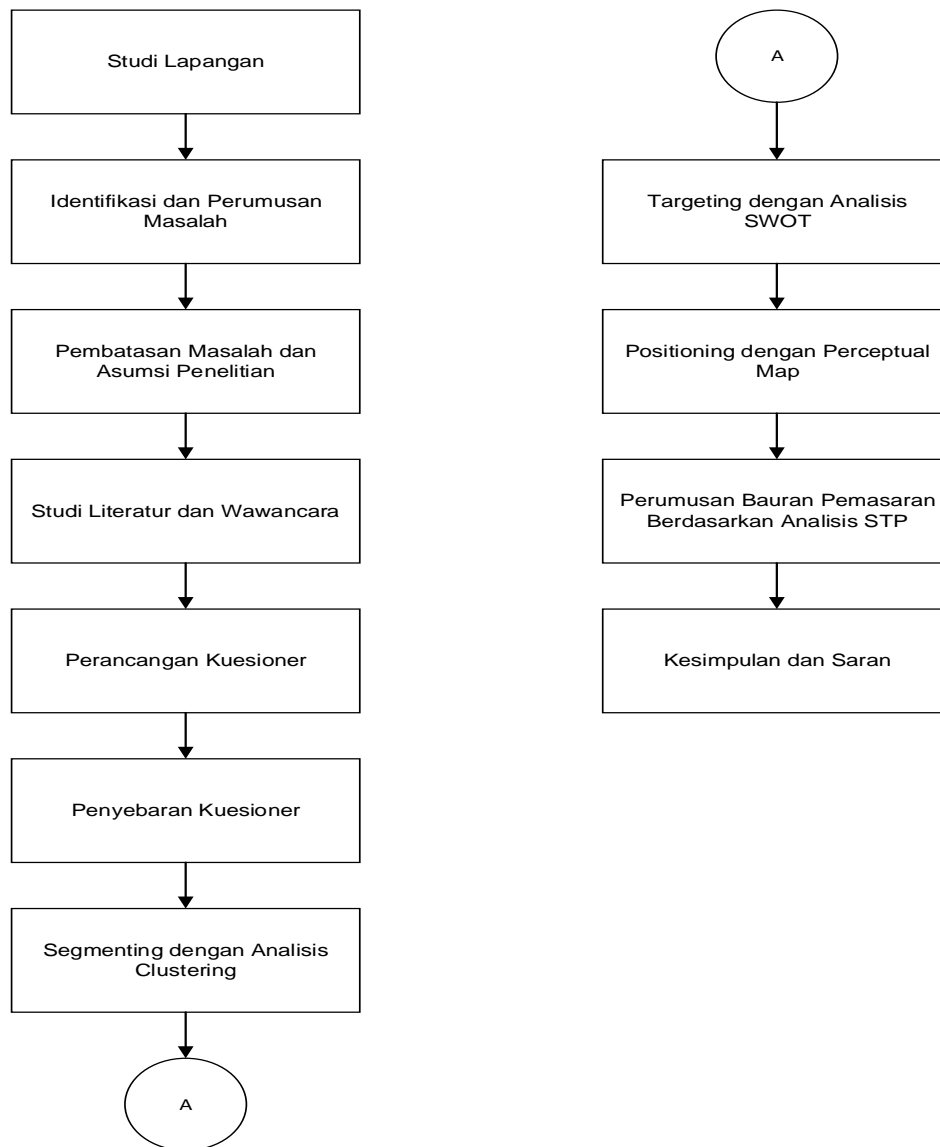 Studi Lapangan
Identifikasi dan Perumusan
Masalah
Pembatasan Masalah dan
Asumsi Penelitian
Studi Literatur dan Wawancara
Perancangan Kuesioner
Penyebaran Kuesioner
Segmenting dengan Analisis
Clustering
A
A
Targeting dengan Analisis
SWOT
Positioning dengan Perceptual
Map
Perumusan Bauran Pemasaran
Berdasarkan Analisis STP
Kesimpulan dan Saran